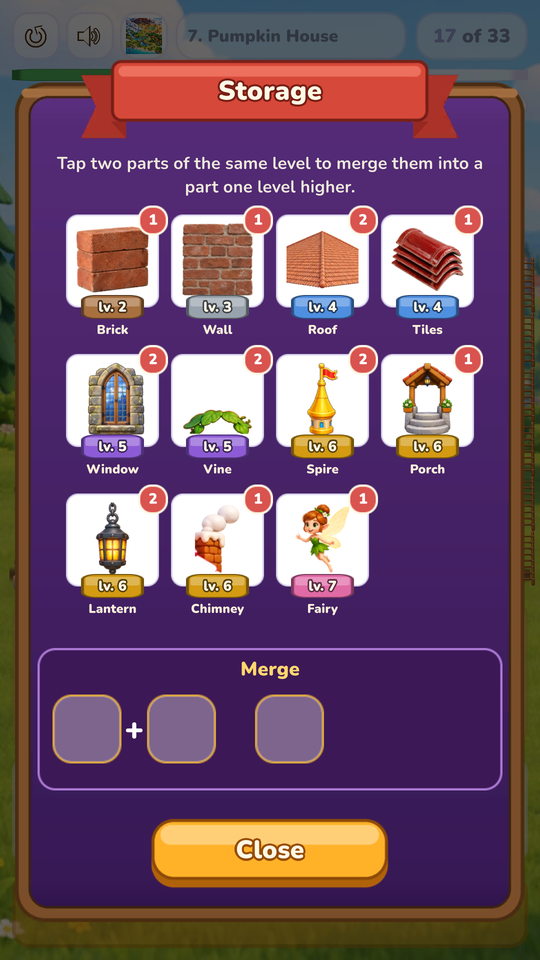 7. Pumpkin House
17 of 33
Storage
Tap two parts of the same level to merge them into a
part one level higher.
1
1
2
1
lv. 2
lv. 3
lv. 4
lv. 4
Brick
Wall
Roof
Tiles
2
2
2
1
lv. 5
lv. 5
lv. 6
lv. 6
Window
Vine
Spire
Porch
2
1
1
lv. 6
lv. 6
lv. 7
Lantern
Chimney
Fairy
Merge
+
Close